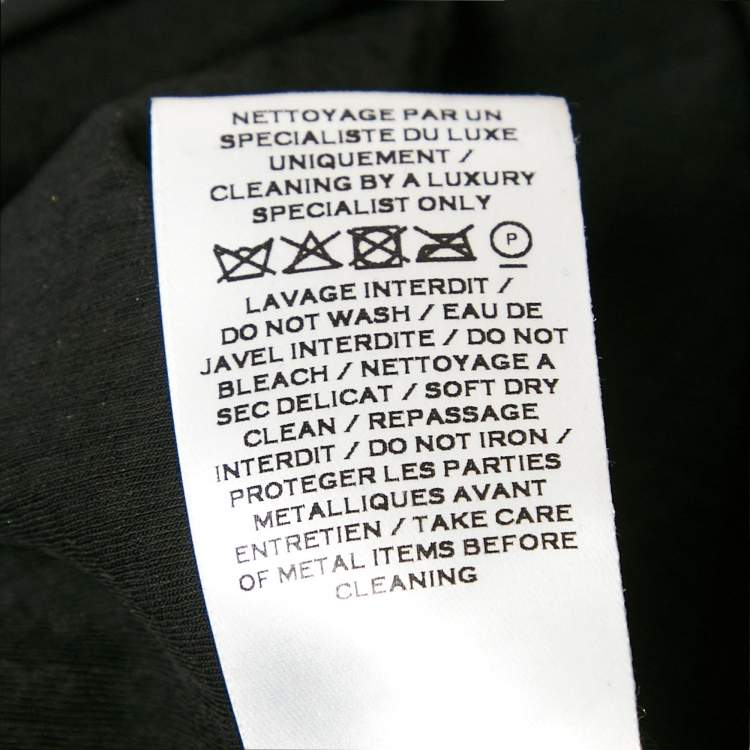 NETTOYAGE PAR UN
SPECIALISTE DU LUXE
UNIQUEMENT /
CLEANING BY A LUXURY
SPECIALIST ONLY
P
LAVAGE INTERDIT /
DO NOT WASH / EAU DE
JAVEL INTERDITE / DO NOT
BLEACH / NETTOYAGE A
SEC DELICAT / SOFT DRY
CLEAN / REPASSAGE
INTERDIT / DO NOT IRON /
PROTEGER LES PARTIES
METALLIQUES AVANT
ENTRETIEN / TAKE CARE
OF METAL ITEMS BEFORE
CLEANING